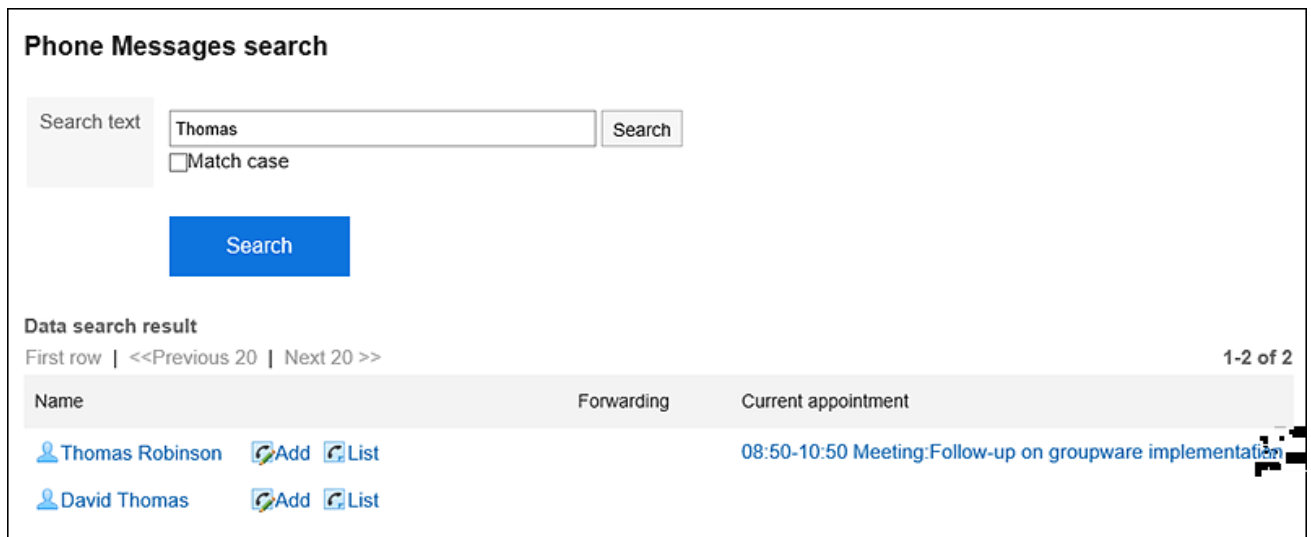 Phone Messages search
Search text
Thomas
Search
Match case
Search
Data search result
First row | <<Previous 20 | Next 20 >>
1-2 of 2
Name Forwarding Current appointment
Thomas Robinson Add List 08:50-10:50 Meeting:Follow-up on groupware implementation
David Thomas Add List